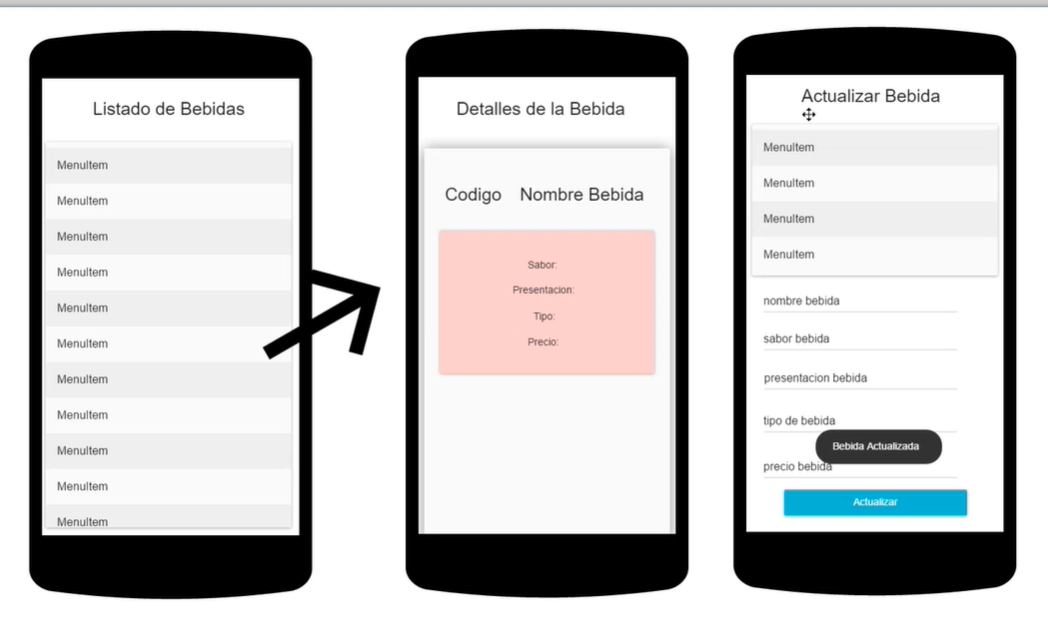 Listado de Bebidas
MenuItem
MenuItem
MenuItem
MenuItem
MenuItem
MenuItem
MenuItem
MenuItem
MenuItem
MenuItem
MenuItem
Detalles de la Bebida
Codigo Nombre Bebida
Sabor:
Presentacion:
Tipo:
Precio:
Actualizar Bebida
MenuItem
MenuItem
MenuItem
MenuItem
nombre bebida
sabor bebida
presentacion bebida
tipo de bebida
Bebida Actualizada
precio bebida
Actualizar